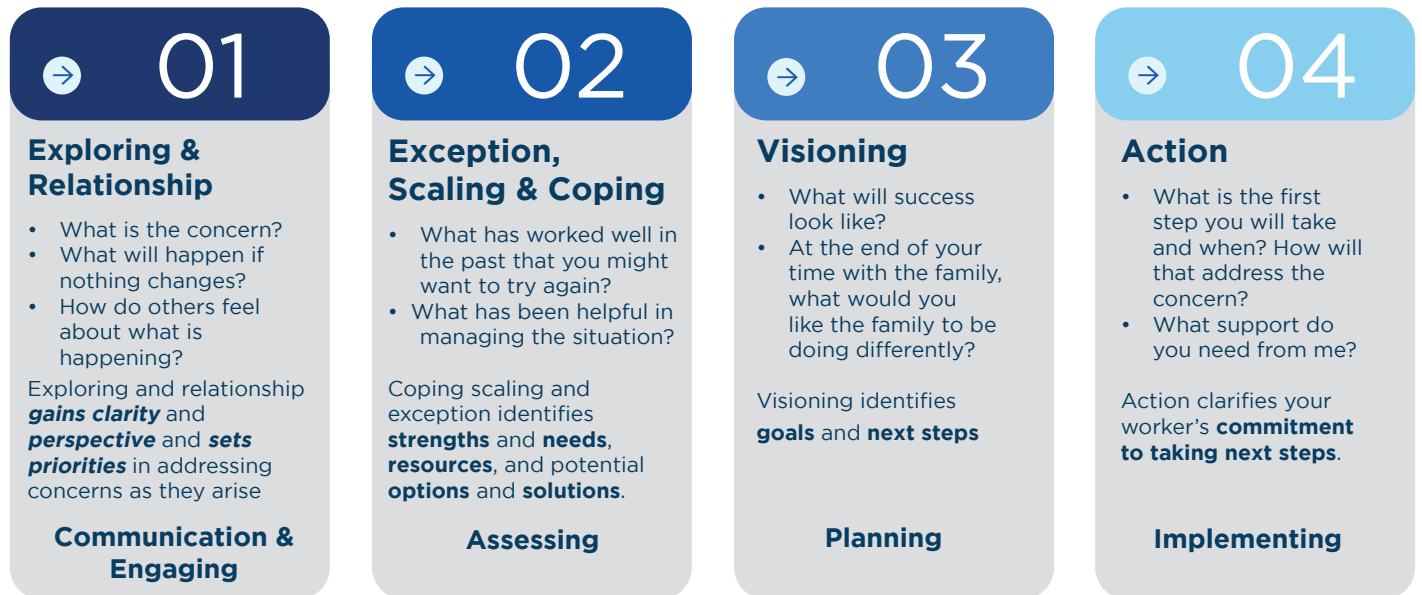 01
Exploring &
Relationship
• What is the concern?
• What will happen if
nothing changes?
• How do others feel
about what is
happening?
Exploring and relationship
gains clarity and
perspective and sets
priorities in addressing
concerns as they arise
Communication &
Engaging
02
Exception,
Scaling & Coping
• What has worked well in
the past that you might
want to try again?
• What has been helpful in
managing the situation?
Coping scaling and
exception identifies
strengths and needs,
resources, and potential
options and solutions.
Assessing
03
Visioning
• What will success
look like?
• At the end of your
time with the family,
what would you
like the family to be
doing differently?
Visioning identifies
goals and next steps
Planning
04
Action
• What is the first
step you will take
and when? How will
that address the
concern?
• What support do
you need from me?
Action clarifies your
worker’s commitment
to taking next steps.
Implementing